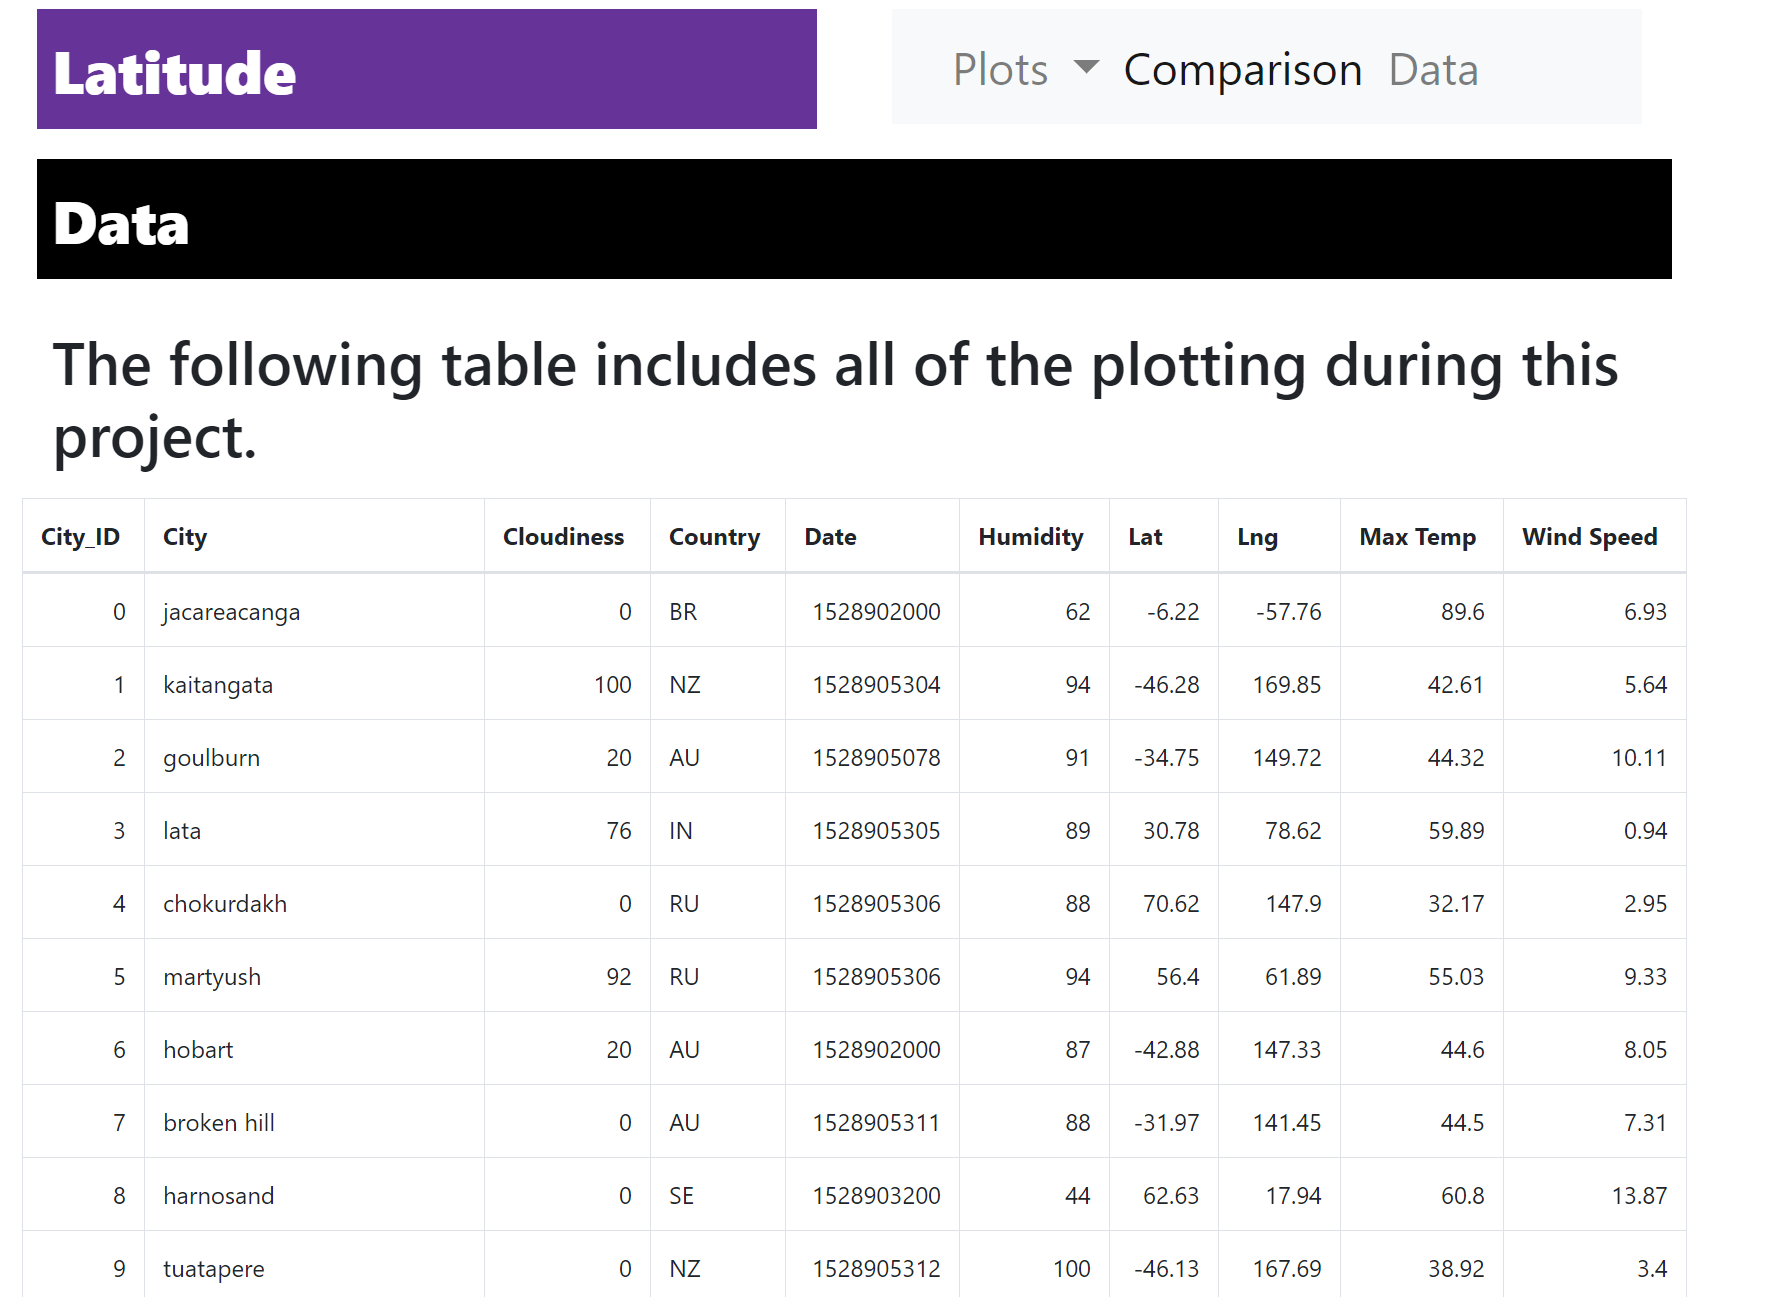 Latitude
Plots Comparison Data
Data
The following table includes all of the plotting during this
project.
City_ID City Cloudiness Country Date Humidity Lat Lng Max Temp Wind Speed
0 jacareacanga 0 BR 1528902000 62 -6.22 -57.76 89.6 6.93
1 kaitangata 100 NZ 1528905304 94 -46.28 169.85 42.61 5.64
2 goulburn 20 AU 1528905078 91 -34.75 149.72 44.32 10.11
3 lata 76 IN 1528905305 89 30.78 78.62 59.89 0.94
4 chokurdakh 0 RU 1528905306 88 70.62 147.9 32.17 2.95
5 martyush 92 RU 1528905306 94 56.4 61.89 55.03 9.33
6 hobart 20 AU 1528902000 87 -42.88 147.33 44.6 8.05
7 broken hill 0 AU 1528905311 88 -31.97 141.45 44.5 7.31
8 harnosand 0 SE 1528903200 44 62.63 17.94 60.8 13.87
9 tuatapere 0 NZ 1528905312 100 -46.13 167.69 38.92 3.4